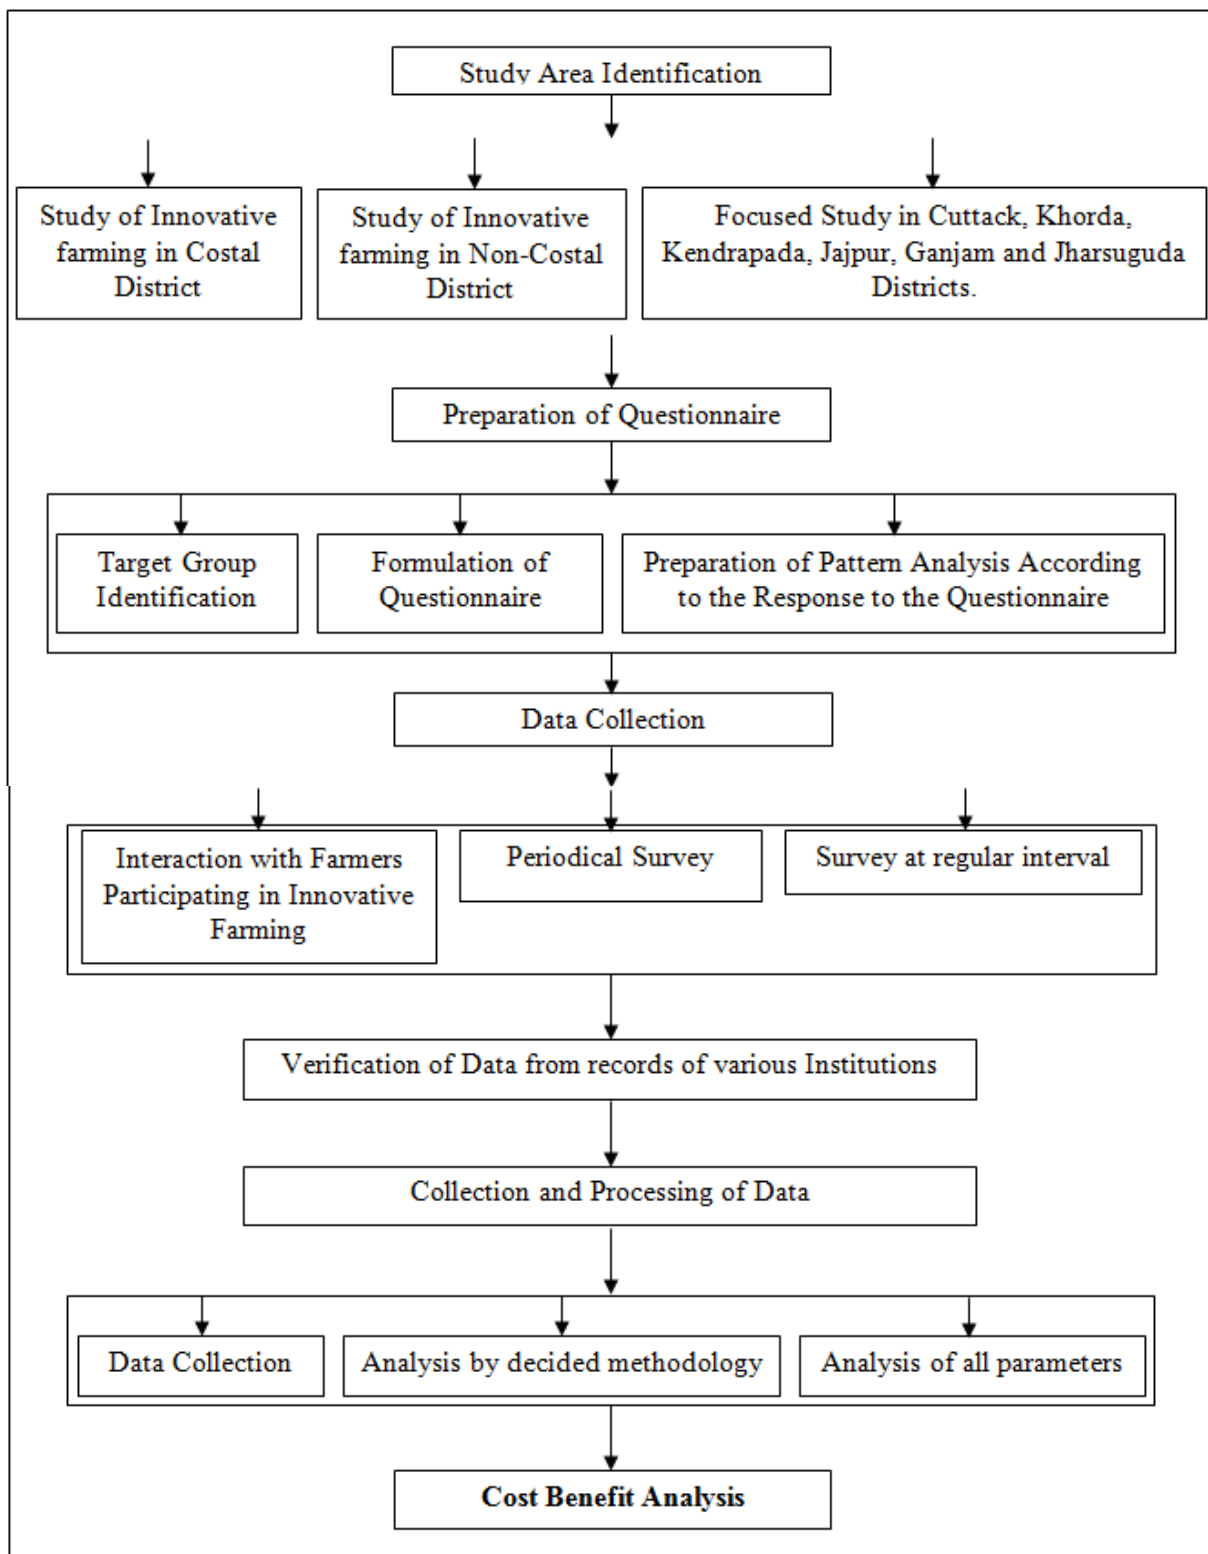 Study Area Identification
Study of Innovative
farming in Costal
District
Study of Innovative
farming in Non-Costal
District
Focused Study in Cuttack, Khorda,
Kendrapada, Jajpur, Ganjam and Jharsuguda
Districts.
Preparation of Questionnaire
Target Group
Identification
Formulation of
Questionnaire
Preparation of Pattern Analysis According
to the Response to the Questionnaire
Data Collection
Interaction with Farmers
Participating in Innovative
Farming
Periodical Survey
Survey at regular interval
Verification of Data from records of various Institutions
Collection and Processing of Data
Data Collection
Analysis by decided methodology
Analysis of all parameters
Cost Benefit Analysis